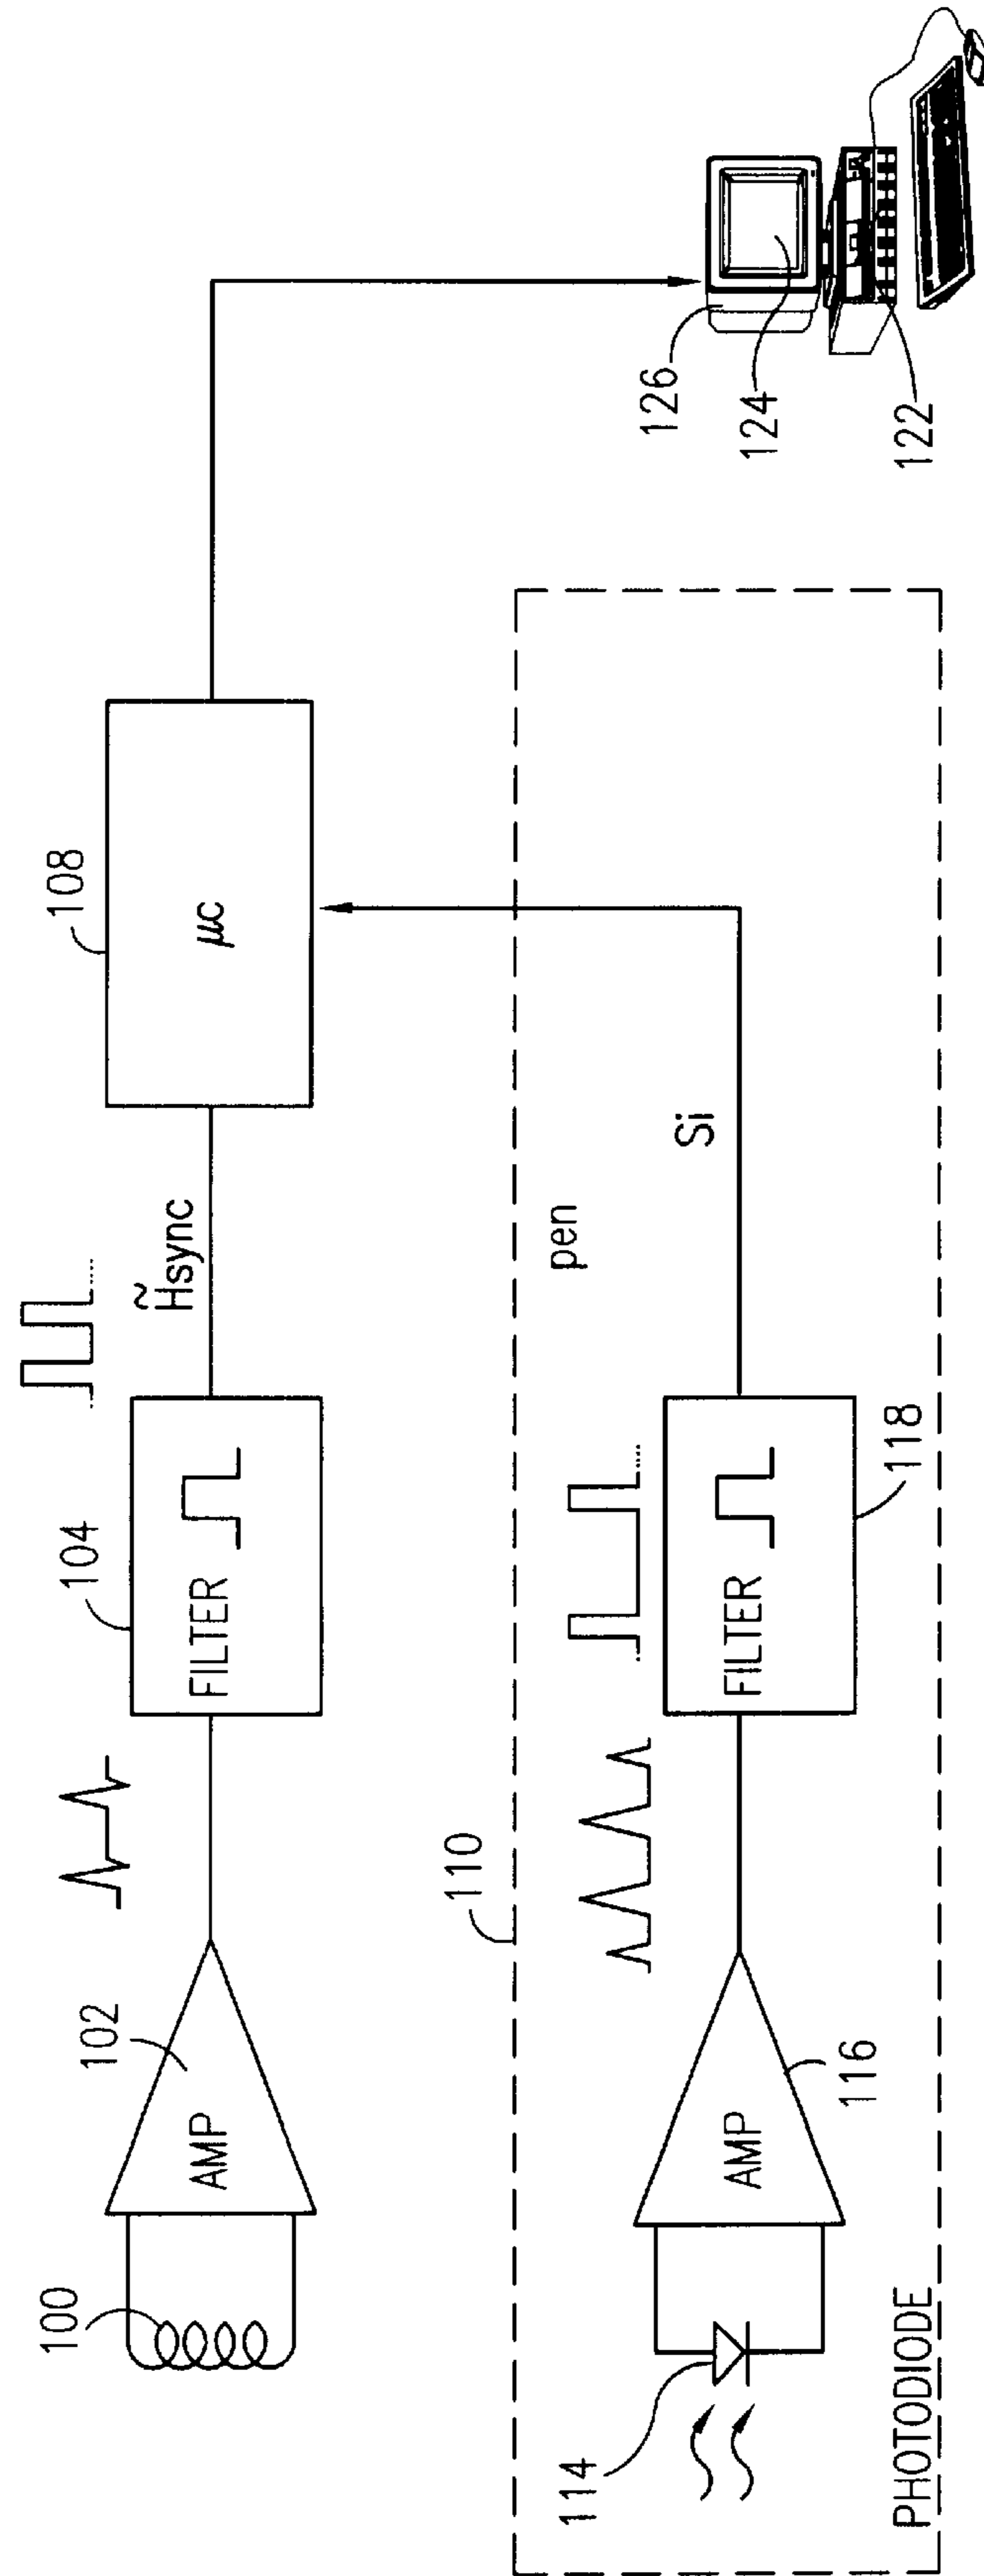 100
AMP
102
FILTER
104
H̃sync
μc
108
126
124
122
110
pen
114
PHOTODIODE
AMP
116
FILTER
118
Si